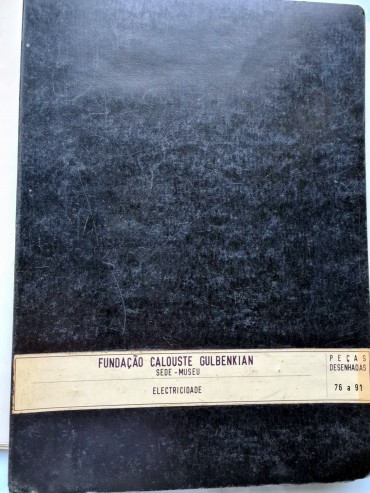 FUNDAÇÃO CALOUSTE GULBENKIAN
SEDE - MUSEU
ELECTRICIDADE
PEÇAS
DESENHADAS
76 a 91